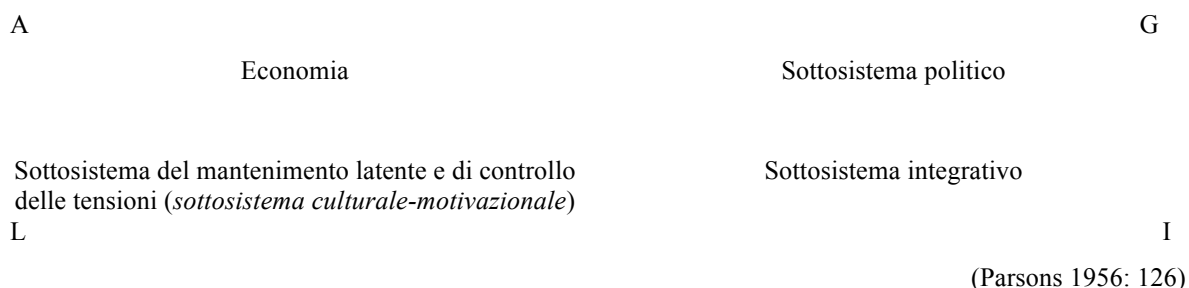 A G
Economia Sottosistema politico
Sottosistema del mantenimento latente e di controllo Sottosistema integrativo
delle tensioni (sottosistema culturale-motivazionale)
L I
(Parsons 1956: 126)